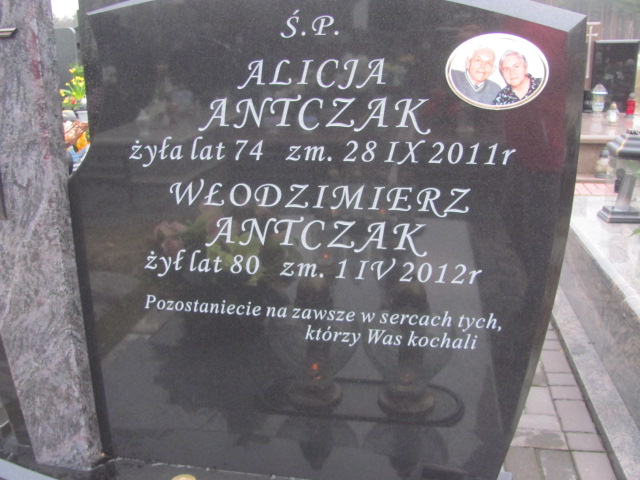 Ś.P.
ALICJA
ANTCZAK
żyła lat 74 zm. 28 IX 2011r
WŁODZIMIERZ
ANTCZAK
żył lat 80 zm. 1 IV 2012r
Pozostaniecie na zawsze w sercach tych,
którzy Was kochali